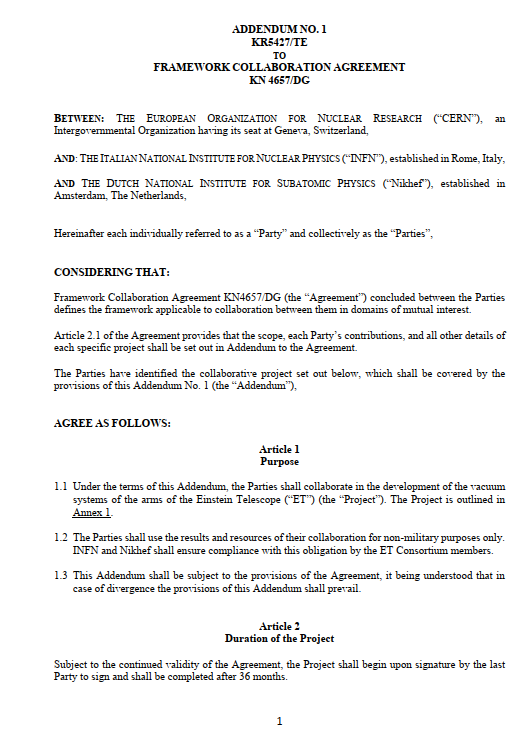 ADDENDUM NO. 1
KR5427/TE
TO
FRAMEWORK COLLABORATION AGREEMENT
KN 4657/DG
BETWEEN: THE EUROPEAN ORGANIZATION FOR NUCLEAR RESEARCH (“CERN”), an
Intergovernmental Organization having its seat at Geneva, Switzerland,
AND: THE ITALIAN NATIONAL INSTITUTE FOR NUCLEAR PHYSICS (“INFN”), established in Rome, Italy,
AND THE DUTCH NATIONAL INSTITUTE FOR SUBATOMIC PHYSICS (“Nikhef”), established in
Amsterdam, The Netherlands,
Hereinafter each individually referred to as a “Party” and collectively as the “Parties”,
CONSIDERING THAT:
Framework Collaboration Agreement KN4657/DG (the “Agreement”) concluded between the Parties
defines the framework applicable to collaboration between them in domains of mutual interest.
Article 2.1 of the Agreement provides that the scope, each Party’s contributions, and all other details of
each specific project shall be set out in Addendum to the Agreement.
The Parties have identified the collaborative project set out below, which shall be covered by the
provisions of this Addendum No. 1 (the “Addendum”),
AGREE AS FOLLOWS:
Article 1
Purpose
1.1 Under the terms of this Addendum, the Parties shall collaborate in the development of the vacuum
systems of the arms of the Einstein Telescope (“ET”) (the “Project”). The Project is outlined in
Annex 1.
1.2 The Parties shall use the results and resources of their collaboration for non-military purposes only.
INFN and Nikhef shall ensure compliance with this obligation by the ET Consortium members.
1.3 This Addendum shall be subject to the provisions of the Agreement, it being understood that in
case of divergence the provisions of this Addendum shall prevail.
Article 2
Duration of the Project
Subject to the continued validity of the Agreement, the Project shall begin upon signature by the last
Party to sign and shall be completed after 36 months.
1